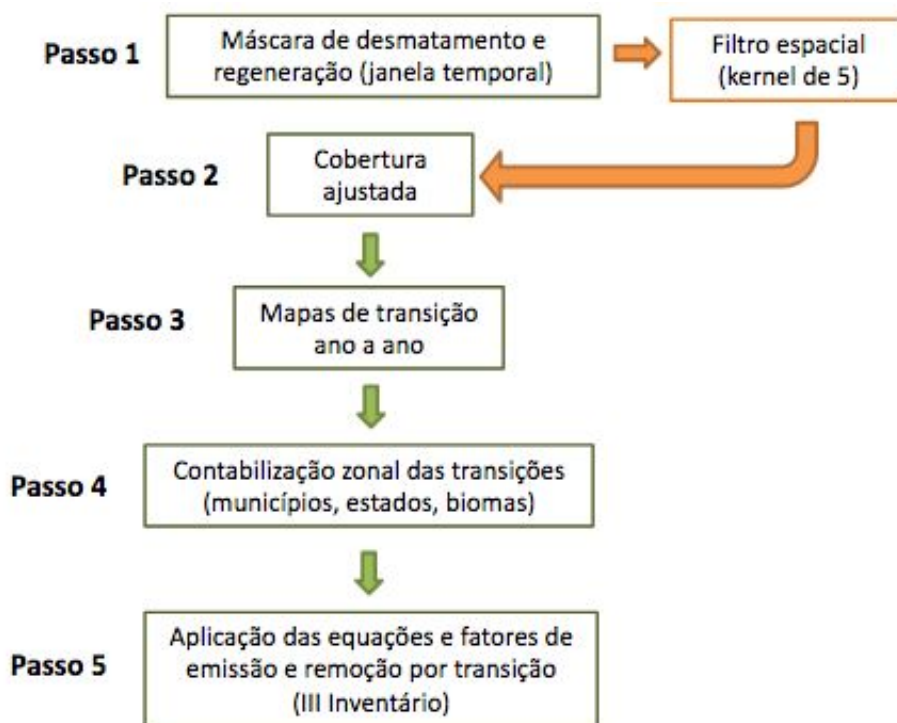 Passo 1
Máscara de desmatamento e
regeneração (janela temporal)
Filtro espacial
(kernel de 5)
Passo 2
Cobertura
ajustada
Passo 3
Mapas de transição
ano a ano
Passo 4
Contabilização zonal das transições
(municípios, estados, biomas)
Passo 5
Aplicação das equações e fatores de
emissão e remoção por transição
(III Inventário)